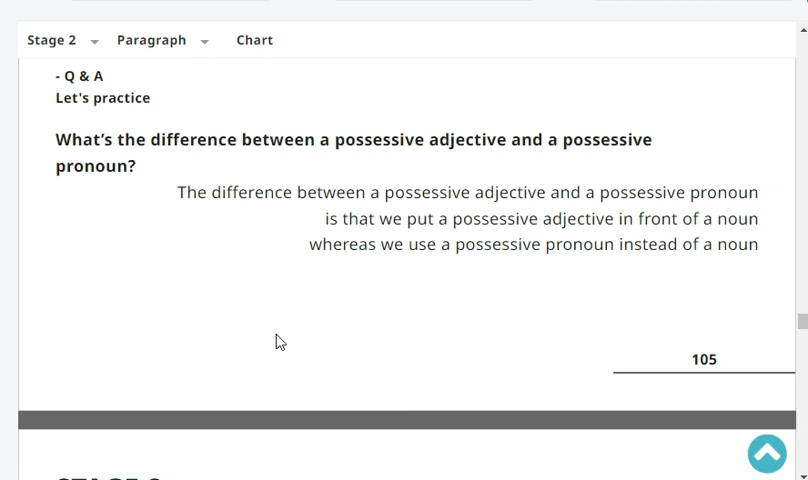 Stage 2 Paragraph Chart
- Q & A
Let's practice
What's the difference between a possessive adjective and a possessive
pronoun?
The difference between a possessive adjective and a possessive pronoun
is that we put a possessive adjective in front of a noun
whereas we use a possessive pronoun instead of a noun
105